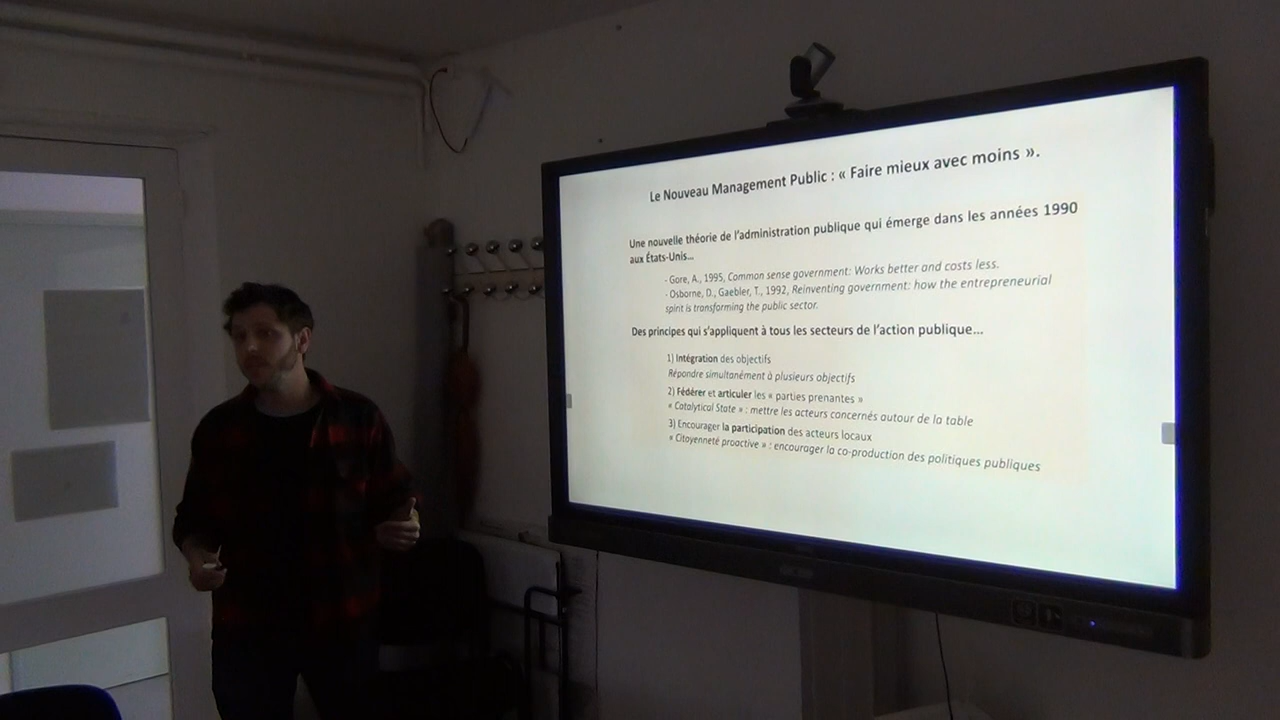 Le Nouveau Management Public : « Faire mieux avec moins ».
Une nouvelle théorie de l'administration publique qui émerge dans les années 1990
aux États-Unis...
- Gore, A., 1995, Common sense government: Works better and costs less.
- Osborne, D., Gaebler, T., 1992, Reinventing government: how the entrepreneurial
spirit is transforming the public sector.
Des principes qui s'appliquent à tous les secteurs de l'action publique...
1) Intégration des objectifs
Répondre simultanément à plusieurs objectifs
2) Fédérer et articuler les « parties prenantes »
« Catalytical State » : mettre les acteurs concernés autour de la table
3) Encourager la participation des acteurs locaux
« Citoyenneté proactive » : encourager la co-production des politiques publiques